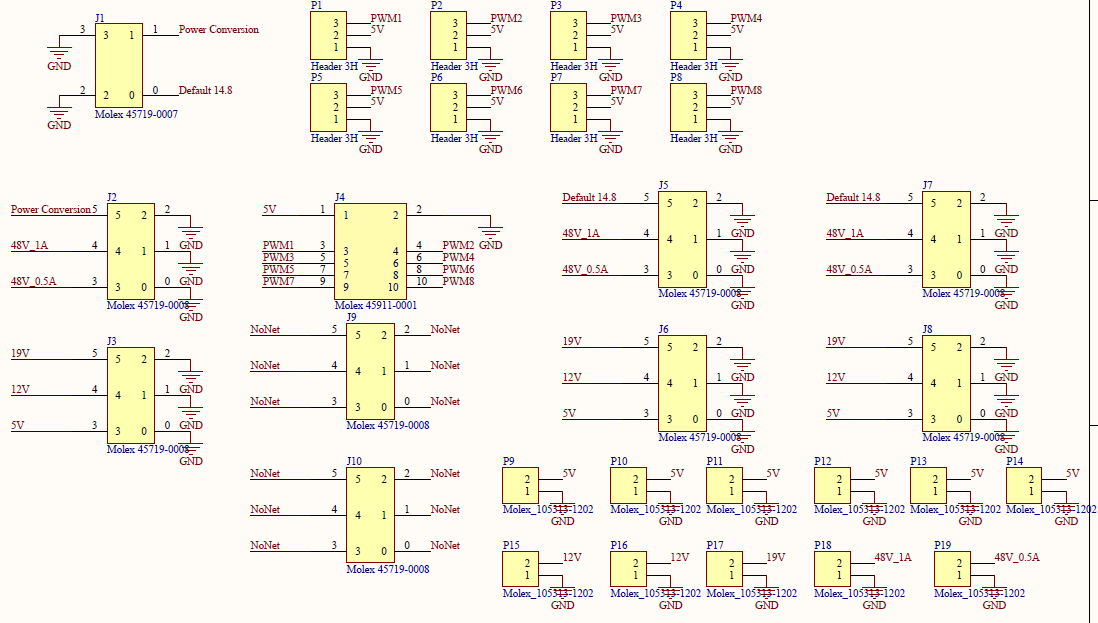 J1
3 3 1 1 Power Conversion
GND
2 2 0 0 Default 14.8
GND
Molex 45719-0007
P1
3 PWM1
2 5V
1
GND
Header 3H
P2
3 PWM2
2 5V
1
GND
Header 3H
P3
3 PWM3
2 5V
1
GND
Header 3H
P4
3 PWM4
2 5V
1
GND
Header 3H
P5
3 PWM5
2 5V
1
GND
Header 3H
P6
3 PWM6
2 5V
1
GND
Header 3H
P7
3 PWM7
2 5V
1
GND
Header 3H
P8
3 PWM8
2 5V
1
GND
Header 3H
J2
Power Conversion 5 5 2 2
GND
48V_1A 4 4 1 1
GND
48V_0.5A 3 3 0 0
GND
Molex 45719-0008
J4
5V 1 1 2 2
GND
PWM1 3 3 4 4 PWM2
PWM3 5 5 6 6 PWM4
PWM5 7 7 8 8 PWM6
PWM7 9 9 10 10 PWM8
Molex 45911-0001
J5
Default 14.8 5 5 2 2
GND
48V_1A 4 4 1 1
GND
48V_0.5A 3 3 0 0
GND
Molex 45719-0008
J7
Default 14.8 5 5 2 2
GND
48V_1A 4 4 1 1
GND
48V_0.5A 3 3 0 0
GND
Molex 45719-0008
J3
19V 5 5 2 2
GND
12V 4 4 1 1
GND
5V 3 3 0 0
GND
Molex 45719-0008
J9
NoNet 5 5 2 2 NoNet
NoNet 4 4 1 1 NoNet
NoNet 3 3 0 0 NoNet
Molex 45719-0008
J6
19V 5 5 2 2
GND
12V 4 4 1 1
GND
5V 3 3 0 0
GND
Molex 45719-0008
J8
19V 5 5 2 2
GND
12V 4 4 1 1
GND
5V 3 3 0 0
GND
Molex 45719-0008
J10
NoNet 5 5 2 2 NoNet
NoNet 4 4 1 1 NoNet
NoNet 3 3 0 0 NoNet
Molex 45719-0008
P9
2 5V
1
Molex_105313-1202
GND
P10
2 5V
1
Molex_105313-1202
GND
P11
2 5V
1
Molex_105313-1202
GND
P12
2 5V
1
Molex_105313-1202
GND
P13
2 5V
1
Molex_105313-1202
GND
P14
2 5V
1
Molex_105313-1202
GND
P15
2 12V
1
Molex_105313-1202
GND
P16
2 12V
1
Molex_105313-1202
GND
P17
2 19V
1
Molex_105313-1202
GND
P18
2 48V_1A
1
Molex_105313-1202
GND
P19
2 48V_0.5A
1
Molex_105313-1202
GND